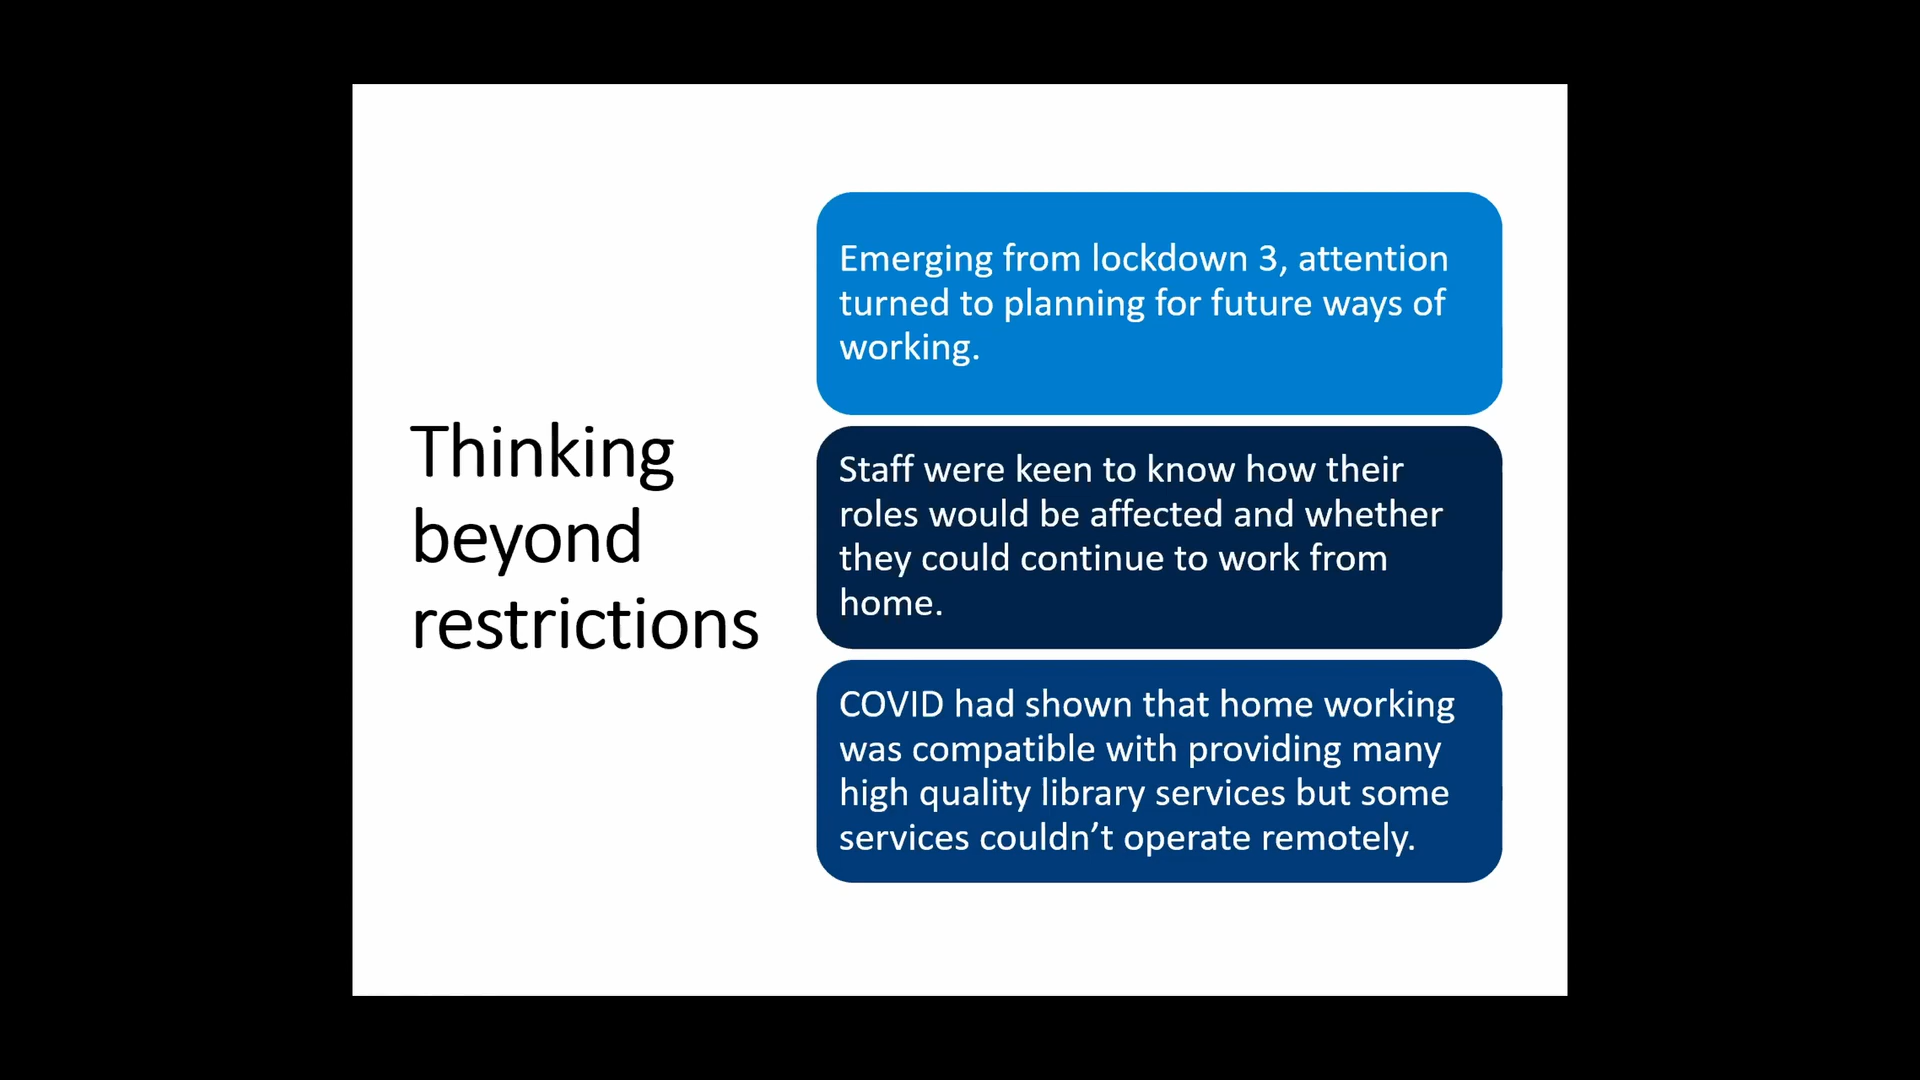 Thinking
beyond
restrictions
Emerging from lockdown 3, attention
turned to planning for future ways of
working.
Staff were keen to know how their
roles would be affected and whether
they could continue to work from
home.
COVID had shown that home working
was compatible with providing many
high quality library services but some
services couldn’t operate remotely.